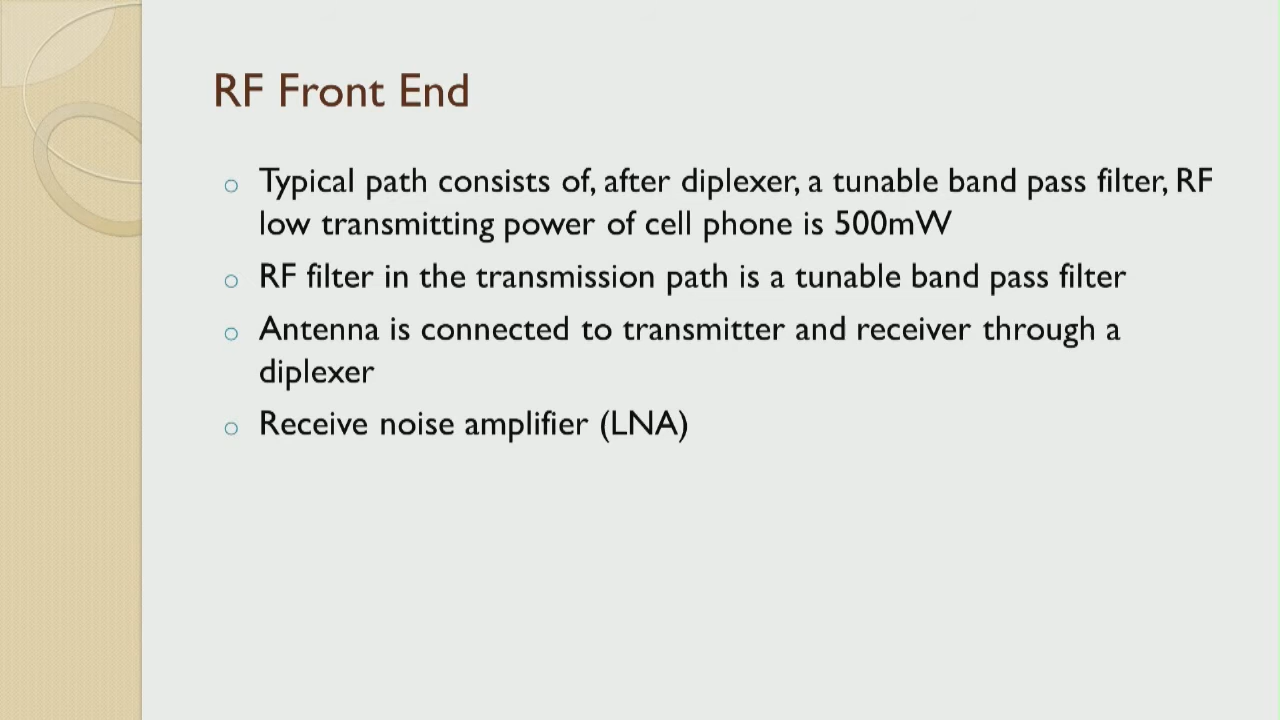 RF Front End
Typical path consists of, after diplexer, a tunable band pass filter, RF
low transmitting power of cell phone is 500mW
RF filter in the transmission path is a tunable band pass filter
Antenna is connected to transmitter and receiver through a
diplexer
Receive noise amplifier (LNA)